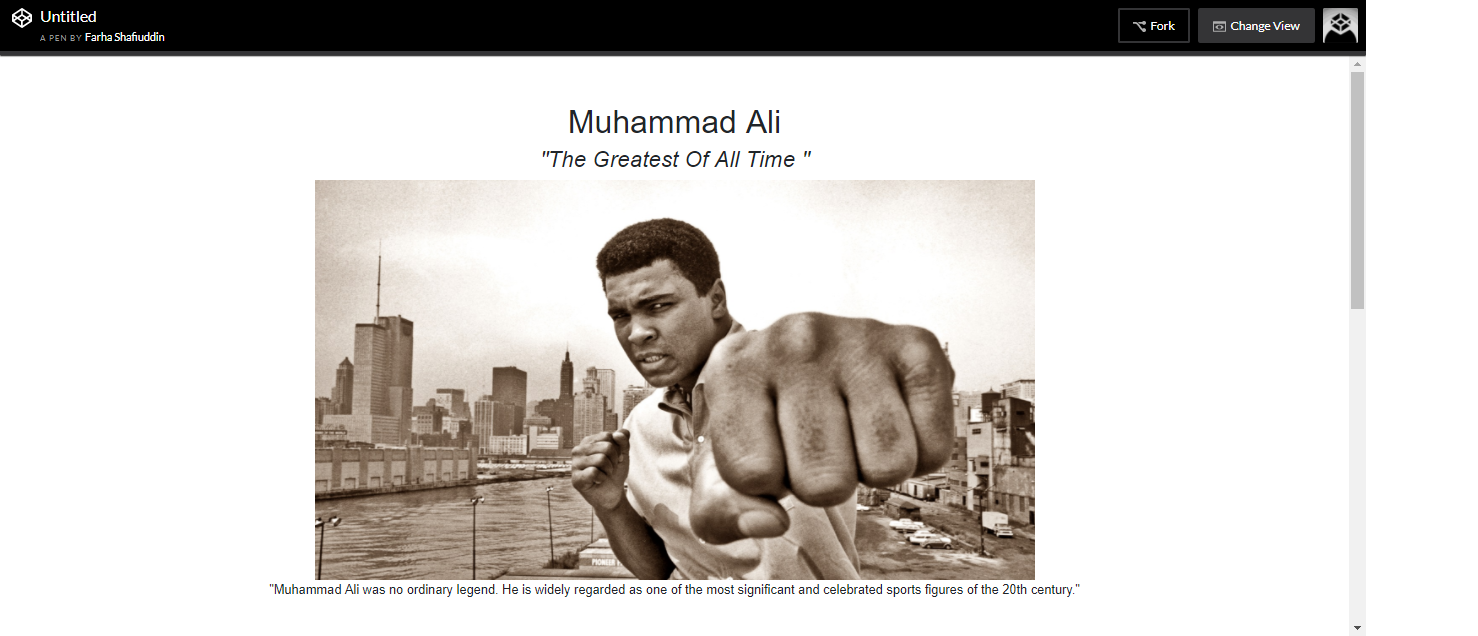 Untitled
A PEN BY Farha Shafiuddin
Fork
Change View
Muhammad Ali
"The Greatest Of All Time "
PIONEER
"Muhammad Ali was no ordinary legend. He is widely regarded as one of the most significant and celebrated sports figures of the 20th century."